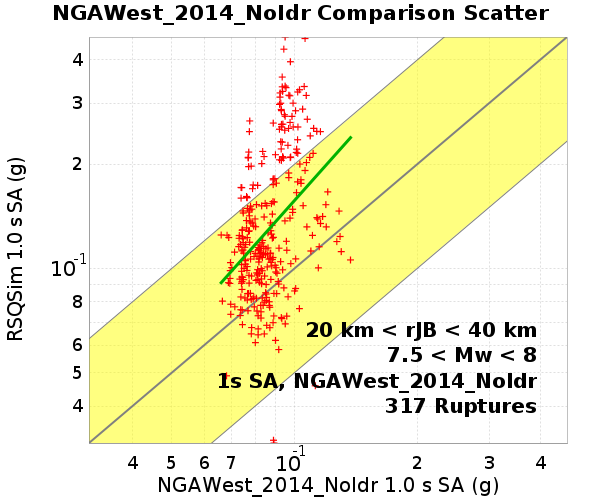 NGAWest_2014_NoIdr Comparison Scatter
RSQSim 1.0 s SA (g)
4
3
2
10-1
8
6
5
4
20 km < rJB < 40 km
7.5 < Mw < 8
1s SA, NGAWest_2014_NoIdr
317 Ruptures
4 5 6 7 10-1 2 3 4
NGAWest_2014_NoIdr 1.0 s SA (g)